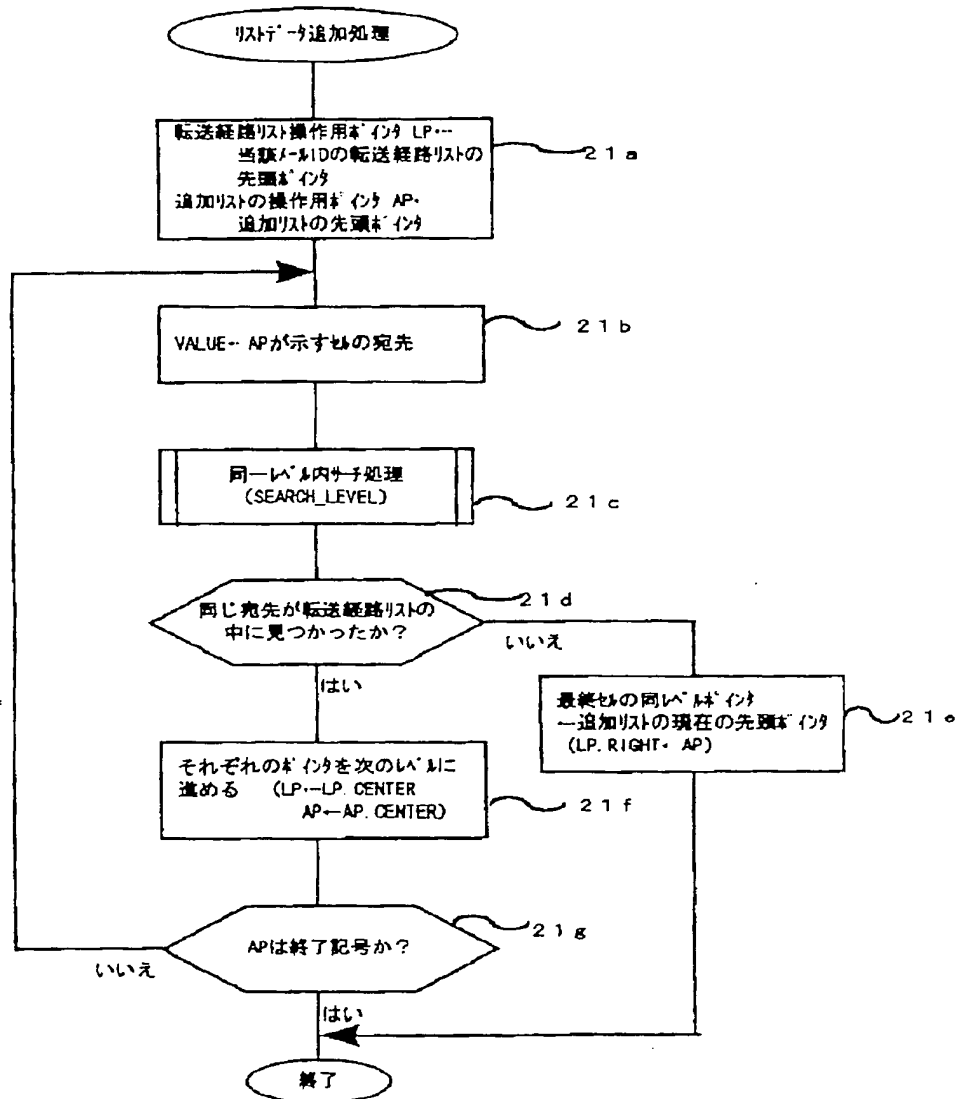 リストデータ追加処理
転送経路リスト操作用ポインタ LP←
当該メールIDの転送経路リストの
先頭ポインタ
追加リストの操作用ポインタ AP←
追加リストの先頭ポインタ
21a
VALUE← APが示すセルの宛先
21b
同一レベル内サーチ処理
(SEARCH_LEVEL)
21c
同じ宛先が転送経路リストの
中に見つかったか?
21d
いいえ
はい
最終セルの同レベルポインタ
←追加リストの現在の先頭ポインタ
(LP.RIGHT← AP)
21e
それぞれのポインタを次のレベルに
進める (LP←LP.CENTER
AP←AP.CENTER)
21f
APは終了記号か?
21g
いいえ
はい
終了